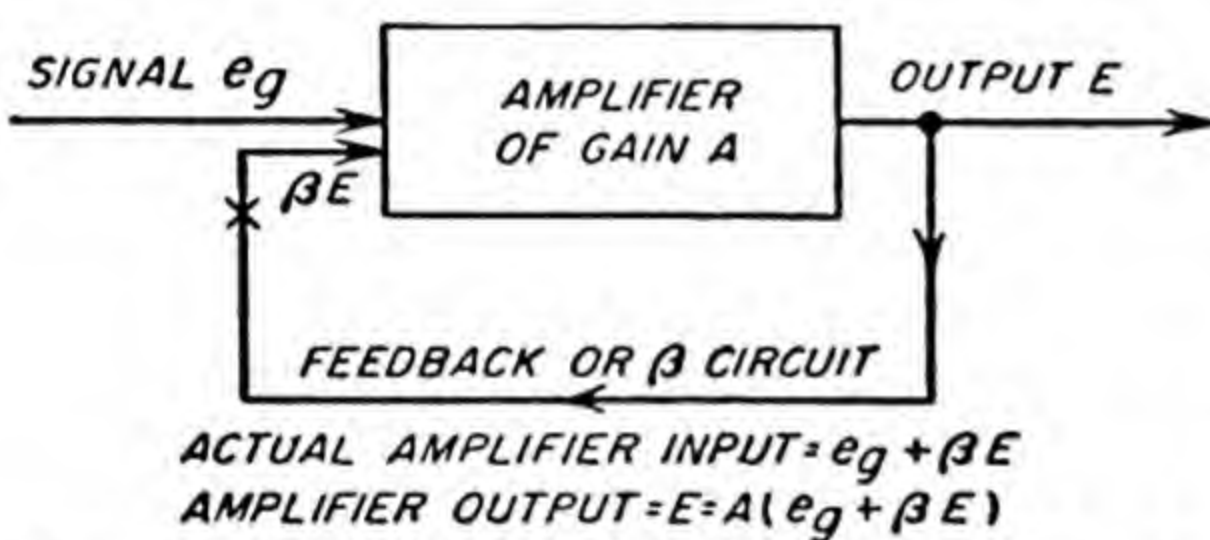 SIGNAL eg
AMPLIFIER
OF GAIN A
OUTPUT E
βE
FEEDBACK OR β CIRCUIT
ACTUAL AMPLIFIER INPUT = eg + βE
AMPLIFIER OUTPUT = E = A(eg + βE)